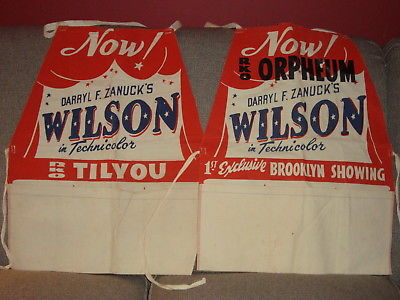 Now!
DARRYL F. ZANUCK'S
WILSON
in Technicolor
RKO TILYOU
Now!
RKO ORPHEUM
DARRYL F. ZANUCK'S
WILSON
in Technicolor
1ST Exclusive BROOKLYN SHOWING